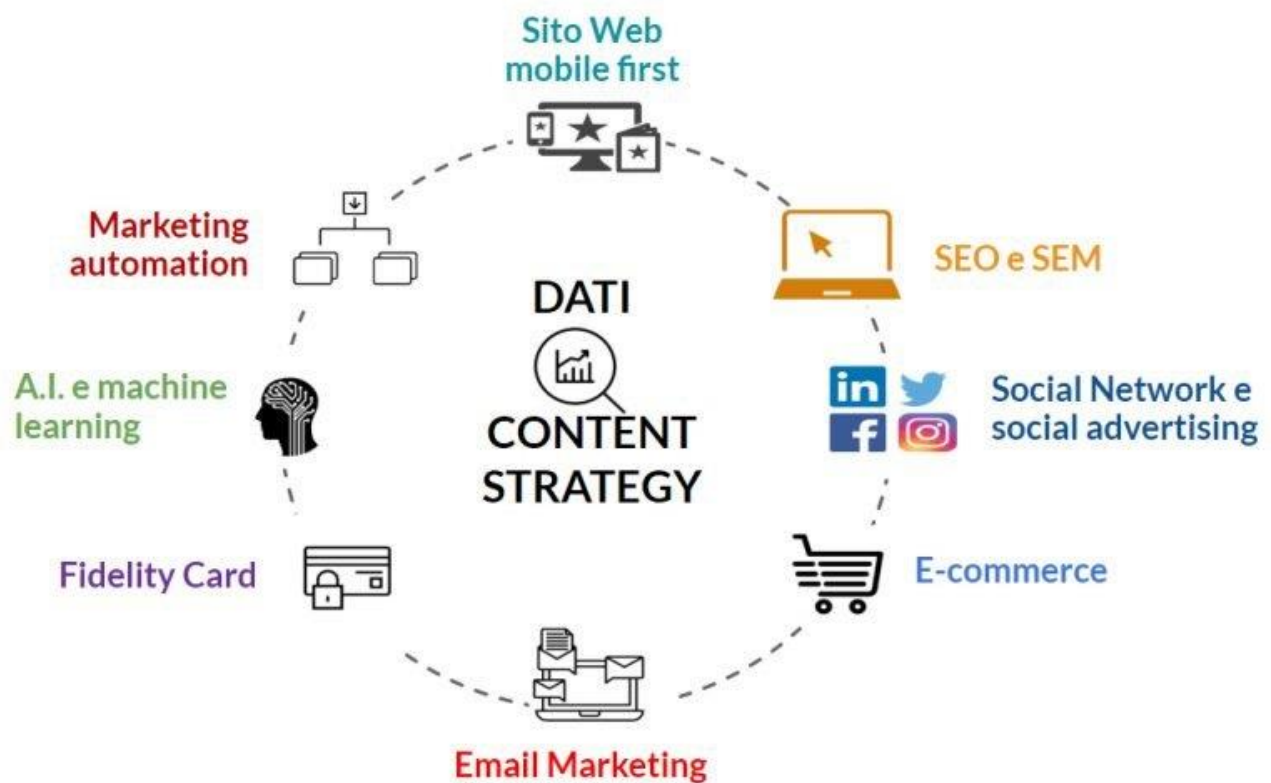 Sito Web
mobile first
SEO e SEM
Social Network e
social advertising
E-commerce
Email Marketing
Fidelity Card
A.I. e machine
learning
Marketing
automation
DATI
CONTENT
STRATEGY